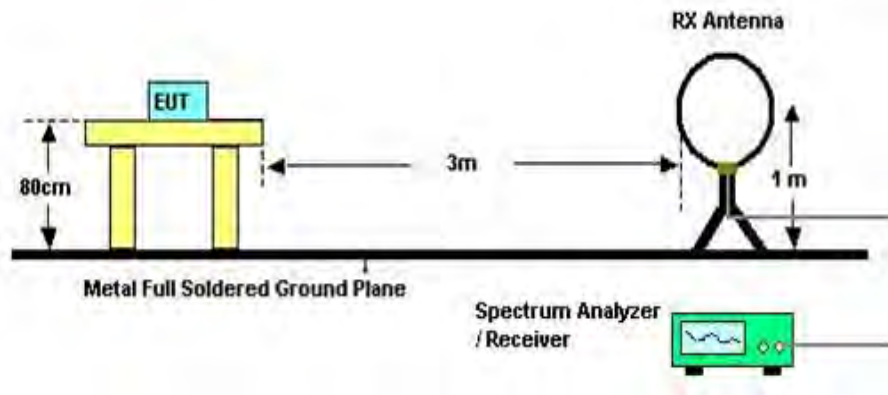 RX Antenna
EUT
3m
80cm
1 m
Metal Full Soldered Ground Plane
Spectrum Analyzer
/ Receiver